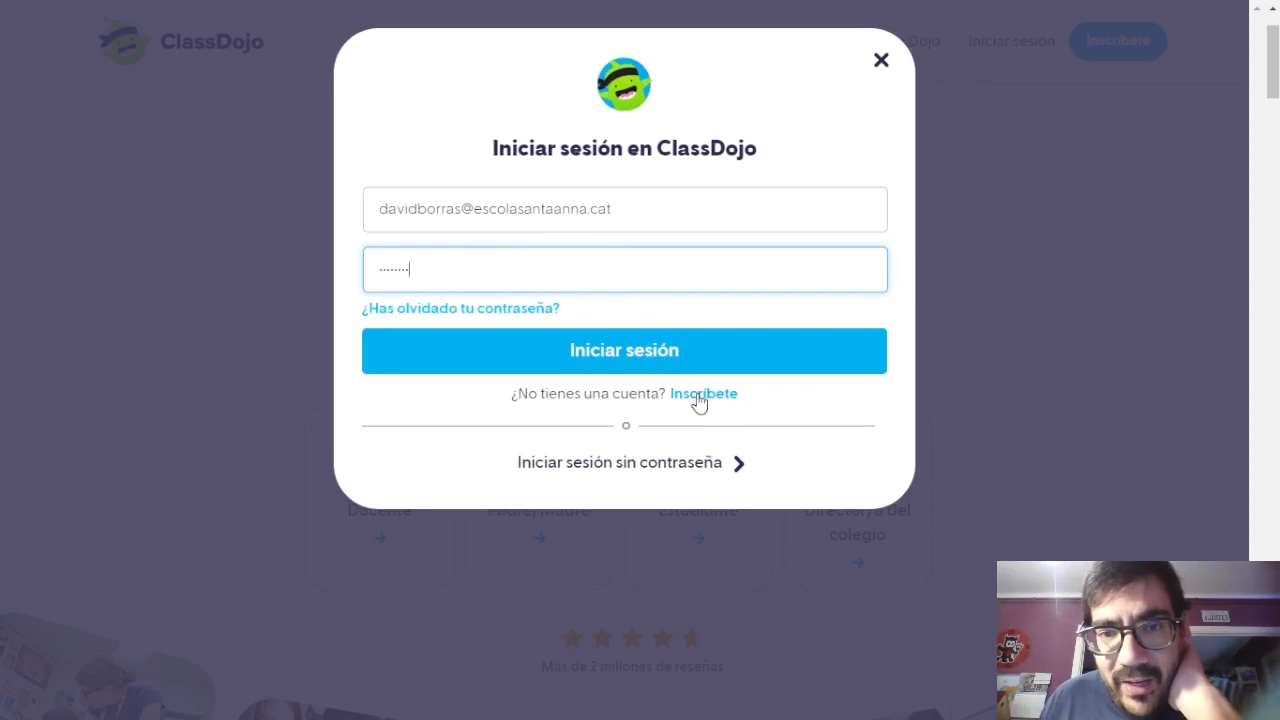 ClassDojo
Dojo
Iniciar sesión
Inscríbete
Iniciar sesión en ClassDojo
davidborras@escolasantaanna.cat
········
¿Has olvidado tu contraseña?
Iniciar sesión
¿No tienes una cuenta? Inscríbete
o
Iniciar sesión sin contraseña
Docente
Padre/Madre
Estudiante
Director/a del
colegio
Más de 2 millones de reseñas